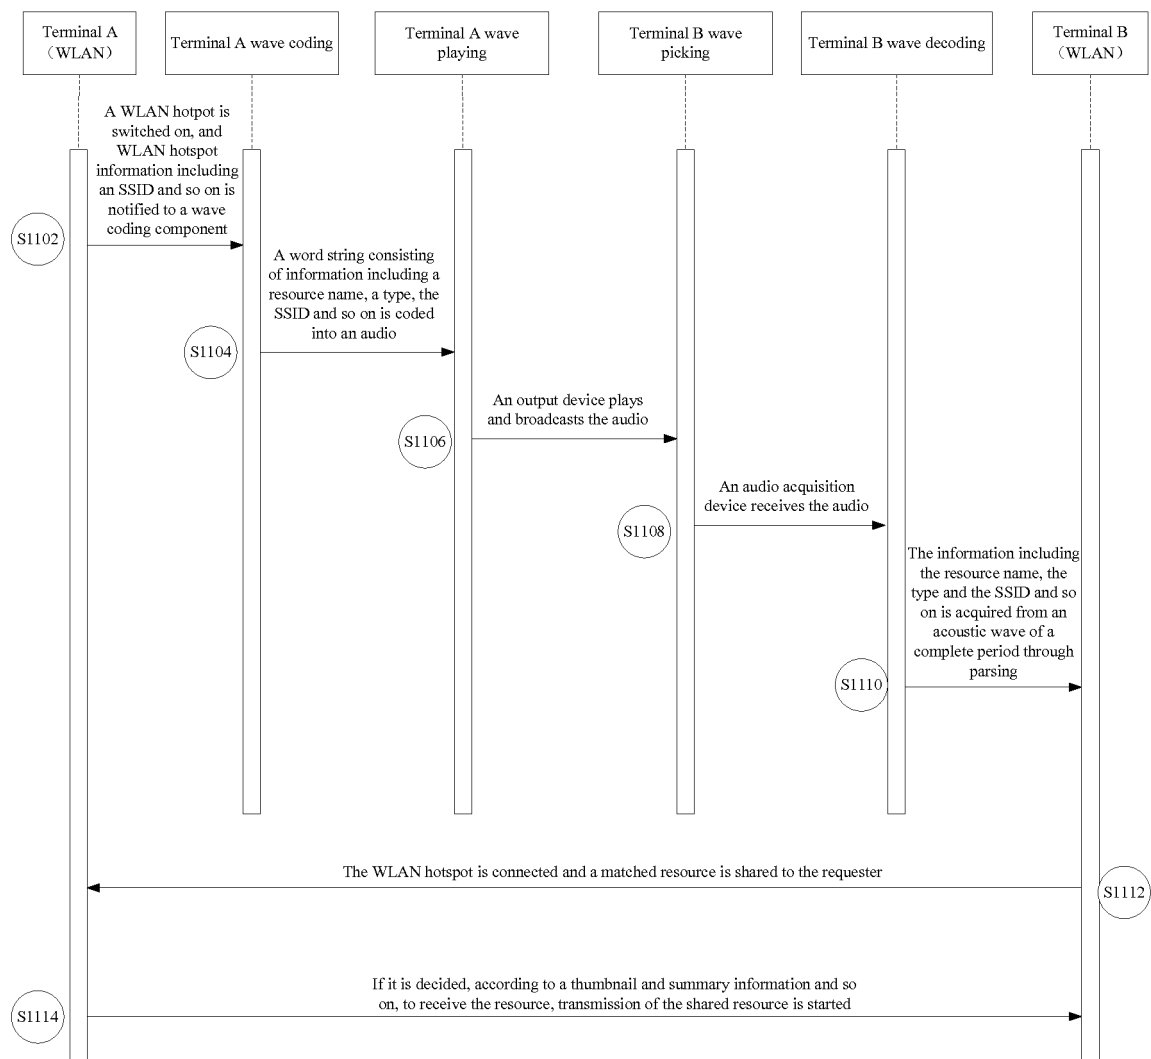 Terminal A
（WLAN）
Terminal A wave coding
Terminal A wave
playing
Terminal B wave
picking
Terminal B wave decoding
Terminal B
（WLAN）
A WLAN hotpot is
switched on, and
WLAN hotspot
information including
an SSID and so on is
notified to a wave
coding component
S1102
A word string consisting
of information including a
resource name, a type, the
SSID and so on is coded
into an audio
S1104
An output device plays
and broadcasts the audio
S1106
An audio acquisition
device receives the audio
S1108
The information including
the resource name, the
type and the SSID and so
on is acquired from an
acoustic wave of a
complete period through
parsing
S1110
The WLAN hotspot is connected and a matched resource is shared to the requester
S1112
If it is decided, according to a thumbnail and summary information and so
on, to receive the resource, transmission of the shared resource is started
S1114